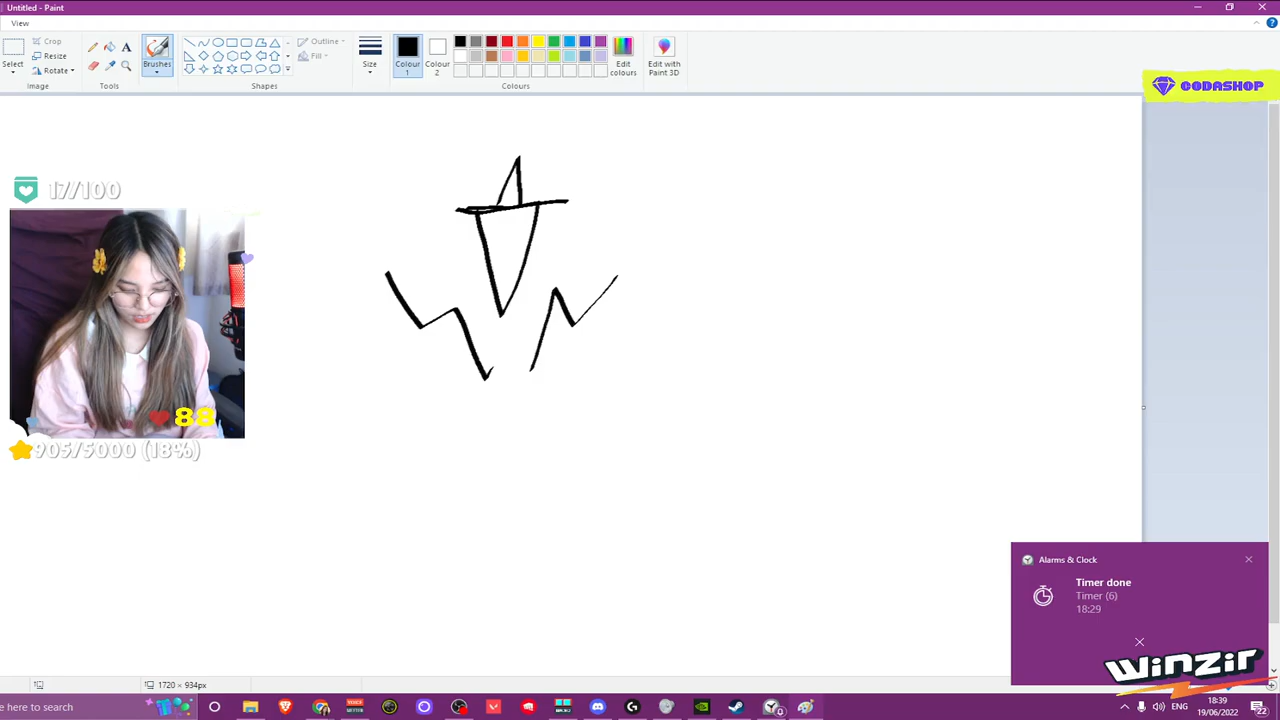 Untitled - Paint
View
Select
Crop
Resize
Rotate
Image
Tools
Brushes
Outline
Fill
Shapes
Size
Colour 1
Colour 2
Edit colours
Edit with Paint 3D
Colours
CODASHOP
17/100
88
905/5000 (18%)
Alarms & Clock
Timer done
Timer (6)
18:29
WINZIR
1720 × 934px
e here to search
ENG
18:39
19/06/2022
22